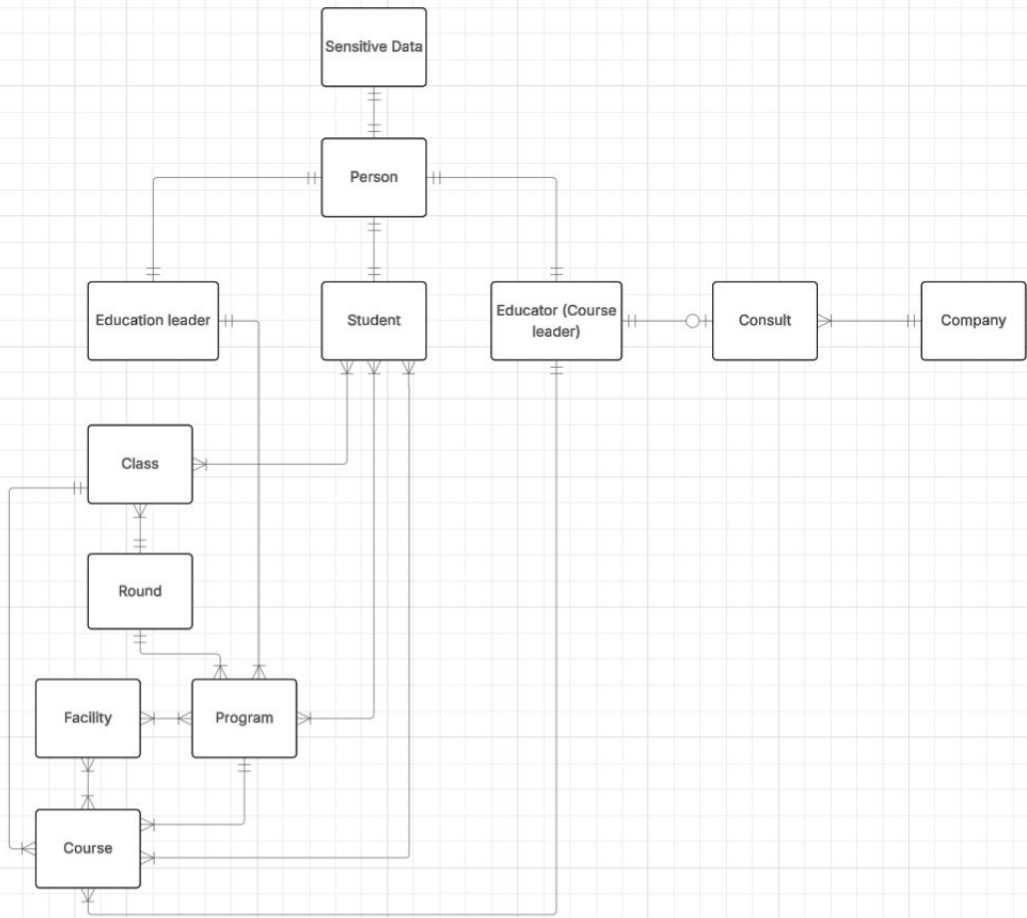 Sensitive Data
Person
Education leader
Student
Educator (Course
leader)
Consult
Company
Class
Round
Facility
Program
Course